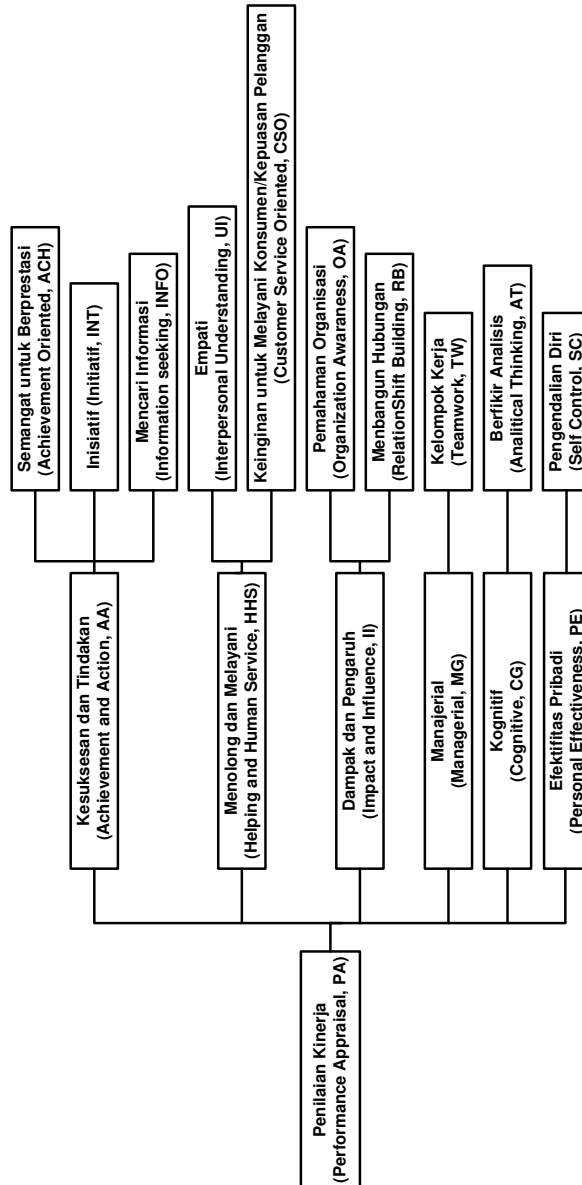 Penilaian Kinerja
(Performance Appraisal, PA)
Kesuksesan dan Tindakan
(Achievement and Action, AA)
Menolong dan Melayani
(Helping and Human Service, HHS)
Dampak dan Pengaruh
(Impact and Influence, II)
Manajerial
(Managerial, MG)
Kognitif
(Cognitive, CG)
Efektifitas Pribadi
(Personal Effectiveness, PE)
Semangat untuk Berprestasi
(Achievement Oriented, ACH)
Inisiatif (Initiatif, INT)
Mencari Informasi
(Information seeking, INFO)
Empati
(Interpersonal Understanding, UI)
Keinginan untuk Melayani Konsumen/Kepuasan Pelanggan
(Customer Service Oriented, CSO)
Pemahaman Organisasi
(Organization Awaraness, OA)
Menbangun Hubungan
(RelationShift Building, RB)
Kelompok Kerja
(Teamwork, TW)
Berfikir Analisis
(Analitical Thinking, AT)
Pengendalian Diri
(Self Control, SC)